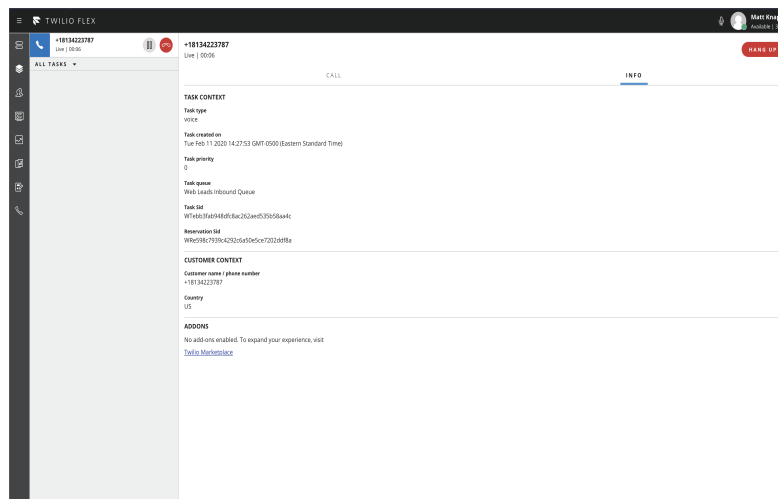 TWILIO FLEX
Matt Knap
Available | 3
+18134223787
Live | 00:06
ALL TASKS
+18134223787
Live | 00:06
HANG UP
CALL
INFO
TASK CONTEXT
Task type
voice
Task created on
Tue Feb 11 2020 14:27:53 GMT-0500 (Eastern Standard Time)
Task priority
0
Task queue
Web Leads Inbound Queue
Task Sid
WTebb3fab948dfc8ac262aed535b58aa4c
Reservation Sid
WRe598c7939c4292c6a50e5ce7202ddf8a
CUSTOMER CONTEXT
Customer name / phone number
+18134223787
Country
US
ADDONS
No add-ons enabled. To expand your experience, visit
Twilio Marketplace